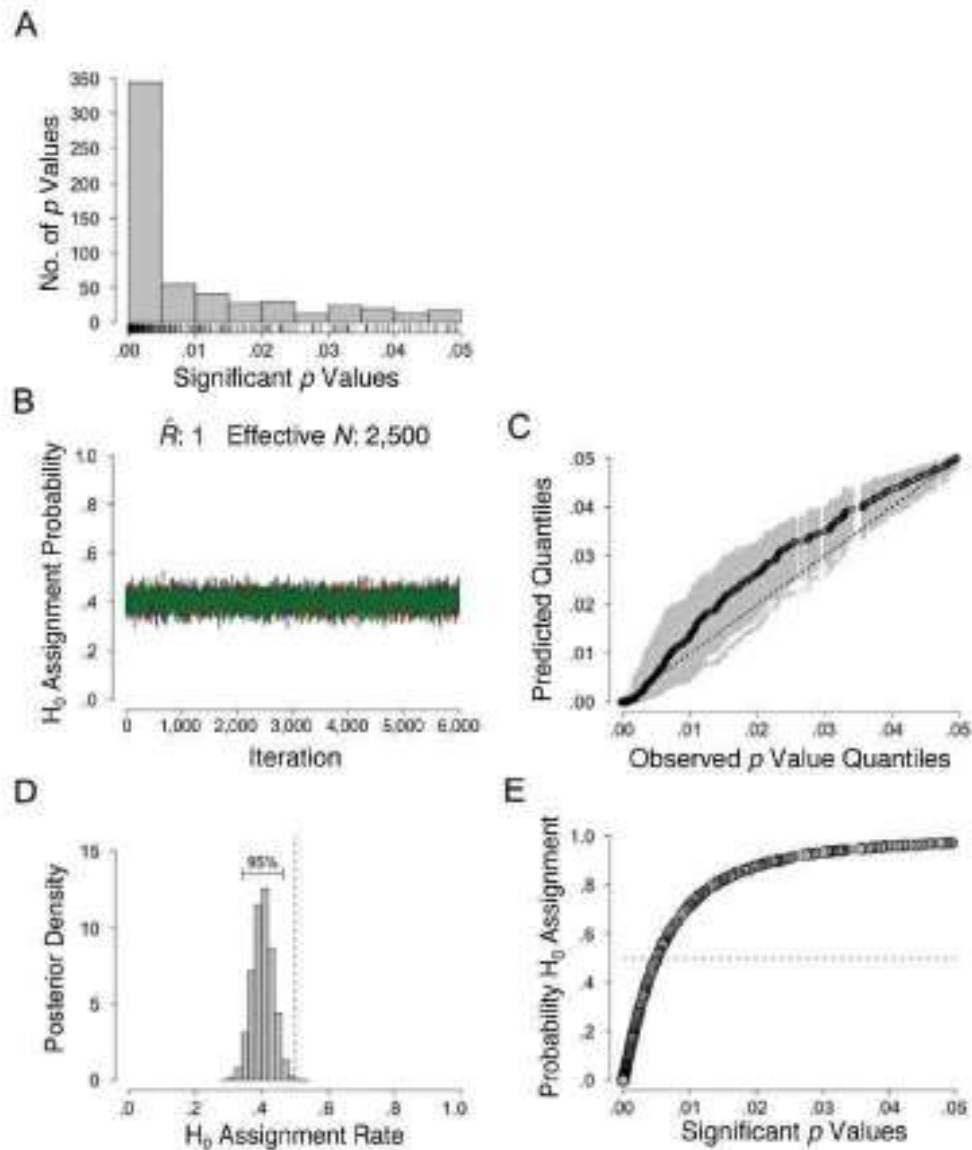 A
350
300
250
200
150
100
50
0
No. of p Values
.00 .01 .02 .03 .04 .05
Significant p Values
B
R̂: 1 Effective N: 2,500
1.0
.8
.6
.4
.2
.0
H₀ Assignment Probability
0 1,000 2,000 3,000 4,000 5,000 6,000
Iteration
C
.05
.04
.03
.02
.01
.00
Predicted Quantiles
.00 .01 .02 .03 .04 .05
Observed p Value Quantiles
D
15
10
5
0
Posterior Density
95%
.0 .2 .4 .6 .8 1.0
H₀ Assignment Rate
E
1.0
.8
.6
.4
.2
.0
Probability H₀ Assignment
.00 .01 .02 .03 .04 .05
Significant p Values